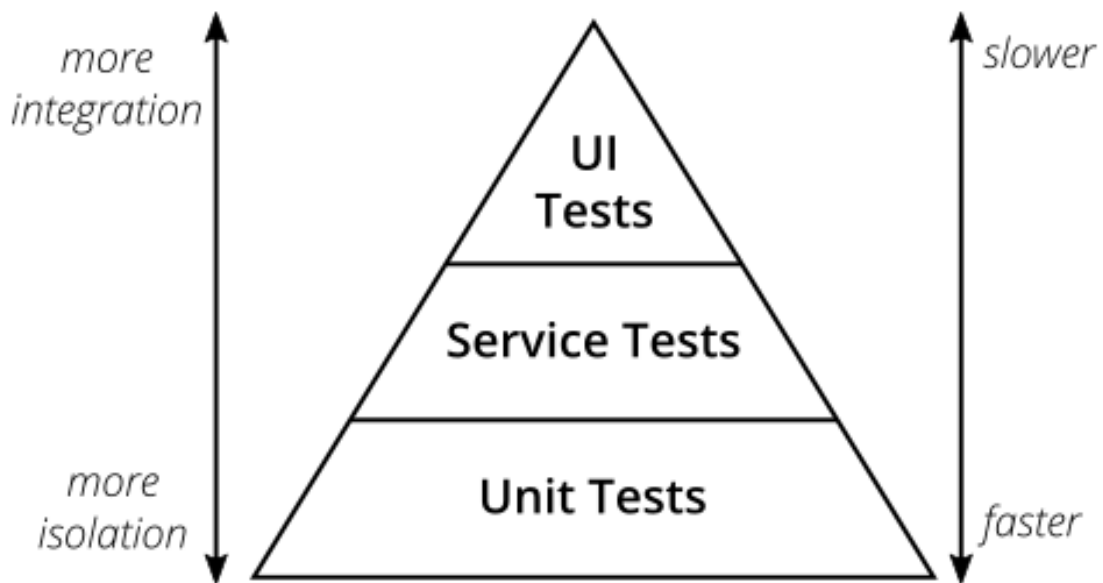 more
integration
slower
UI
Tests
Service Tests
Unit Tests
more
isolation
faster